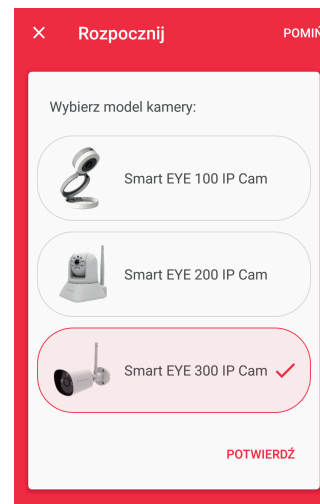 × Rozpocznij POMIŃ
Wybierz model kamery:
Smart EYE 100 IP Cam
Smart EYE 200 IP Cam
Smart EYE 300 IP Cam
POTWIERDŹ